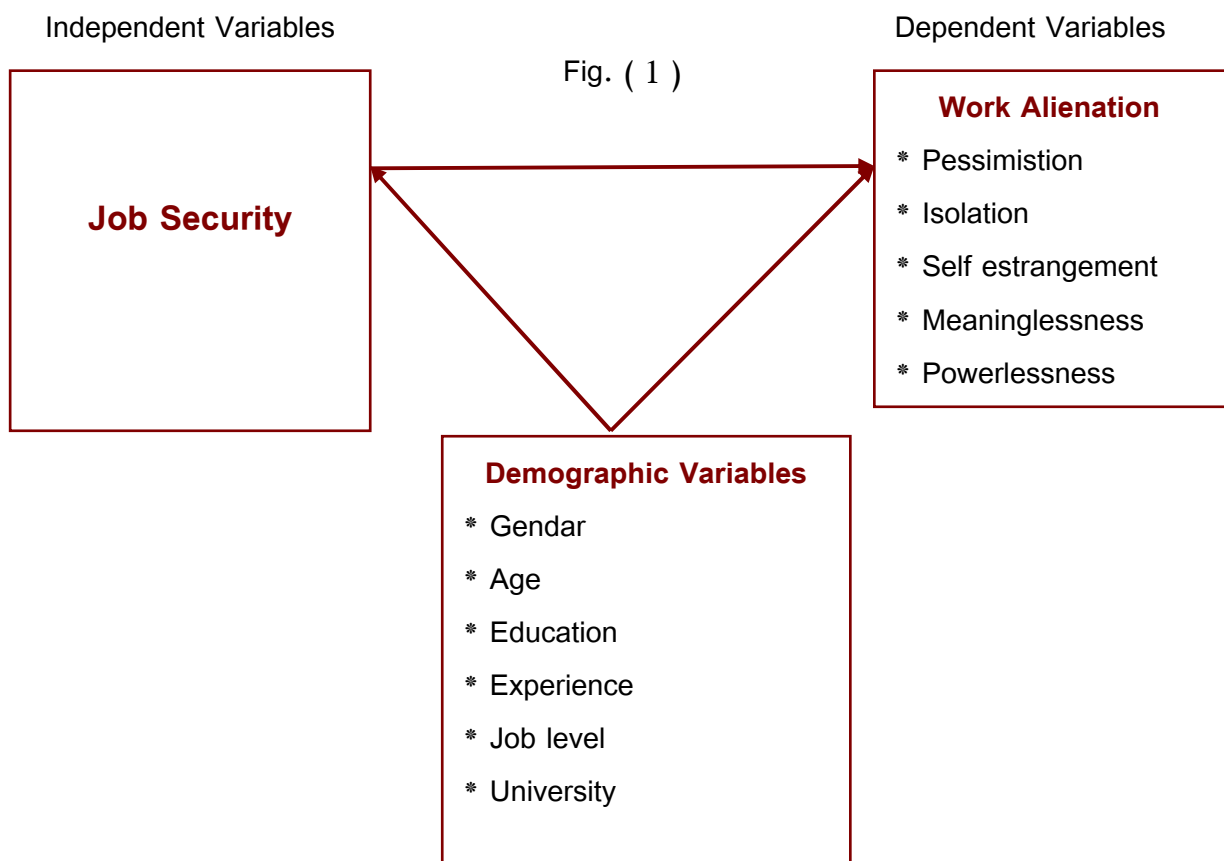 Independent Variables
Dependent Variables
Fig. ( 1 )
Job Security
Work Alienation
* Pessimistion
* Isolation
* Self estrangement
* Meaninglessness
* Powerlessness
Demographic Variables
* Gendar
* Age
* Education
* Experience
* Job level
* University